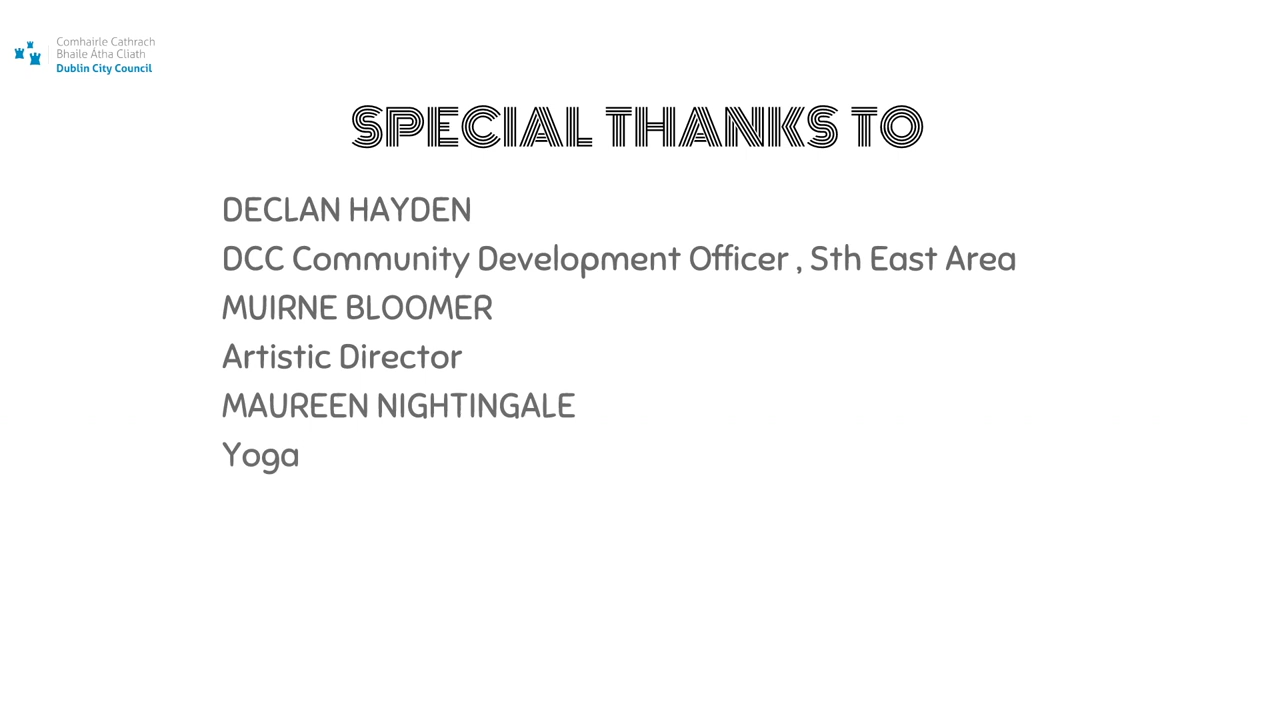 Comhairle Cathrach
Bhaile Átha Cliath
Dublin City Council
SPECIAL THANKS TO
DECLAN HAYDEN
DCC Community Development Officer , Sth East Area
MUIRNE BLOOMER
Artistic Director
MAUREEN NIGHTINGALE
Yoga